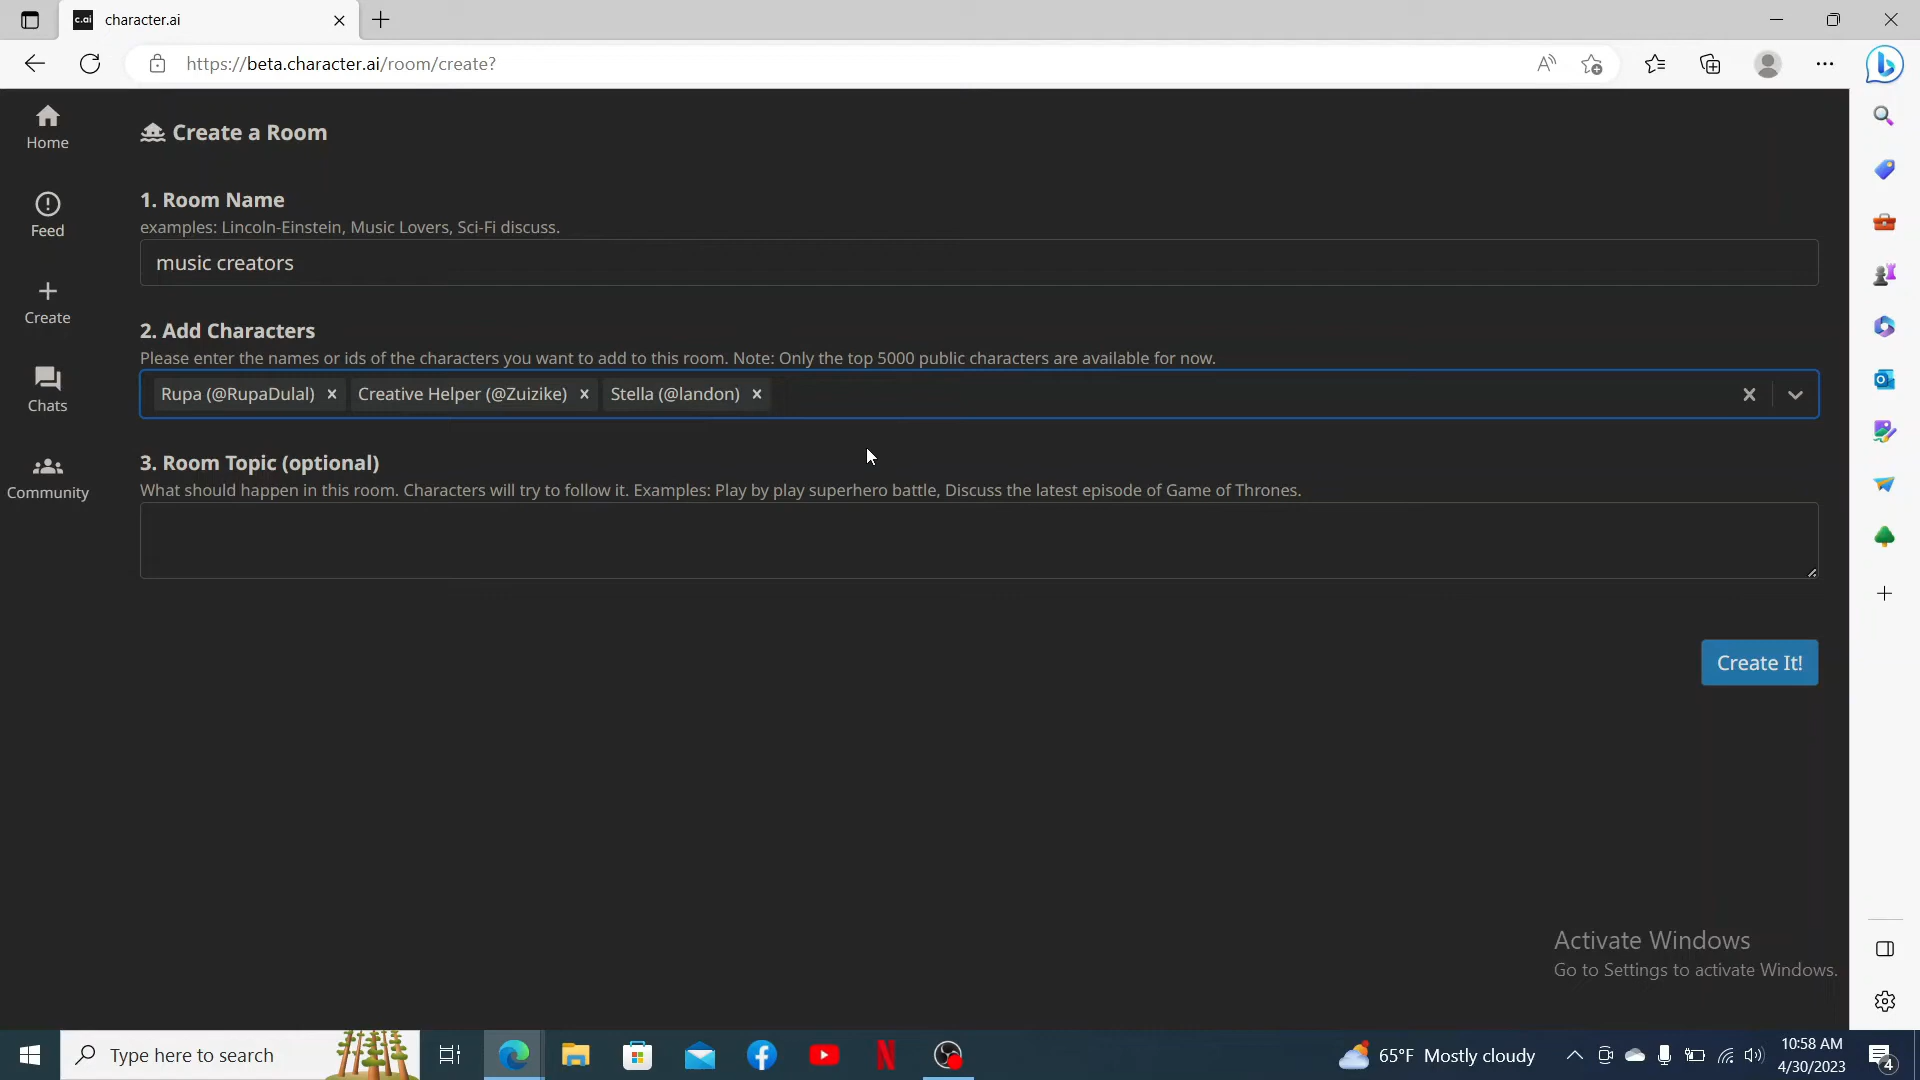 character.ai
https://beta.character.ai/room/create?
Home
Feed
Create
Chats
Community
Create a Room
1. Room Name
examples: Lincoln-Einstein, Music Lovers, Sci-Fi discuss.
music creators
2. Add Characters
Please enter the names or ids of the characters you want to add to this room. Note: Only the top 5000 public characters are available for now.
Rupa (@RupaDulal) Creative Helper (@Zuizike) Stella (@landon)
3. Room Topic (optional)
What should happen in this room. Characters will try to follow it. Examples: Play by play superhero battle, Discuss the latest episode of Game of Thrones.
Create It!
Activate Windows
Go to Settings to activate Windows.
Type here to search
65°F Mostly cloudy
10:58 AM
4/30/2023
4